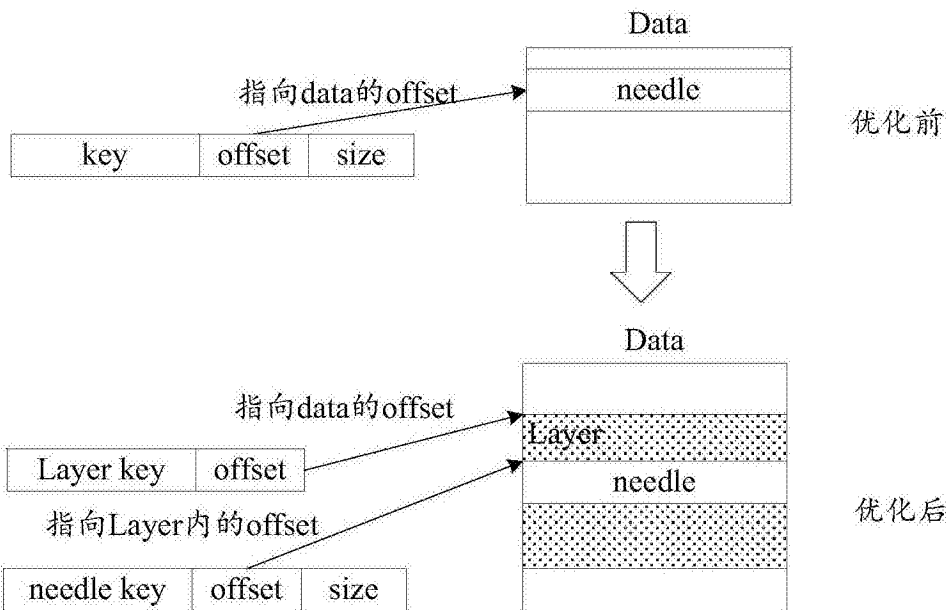 Data
指向data的offset
needle
优化前
key offset size
Data
指向data的offset
Layer
Layer key offset
needle
指向Layer内的offset
优化后
needle key offset size